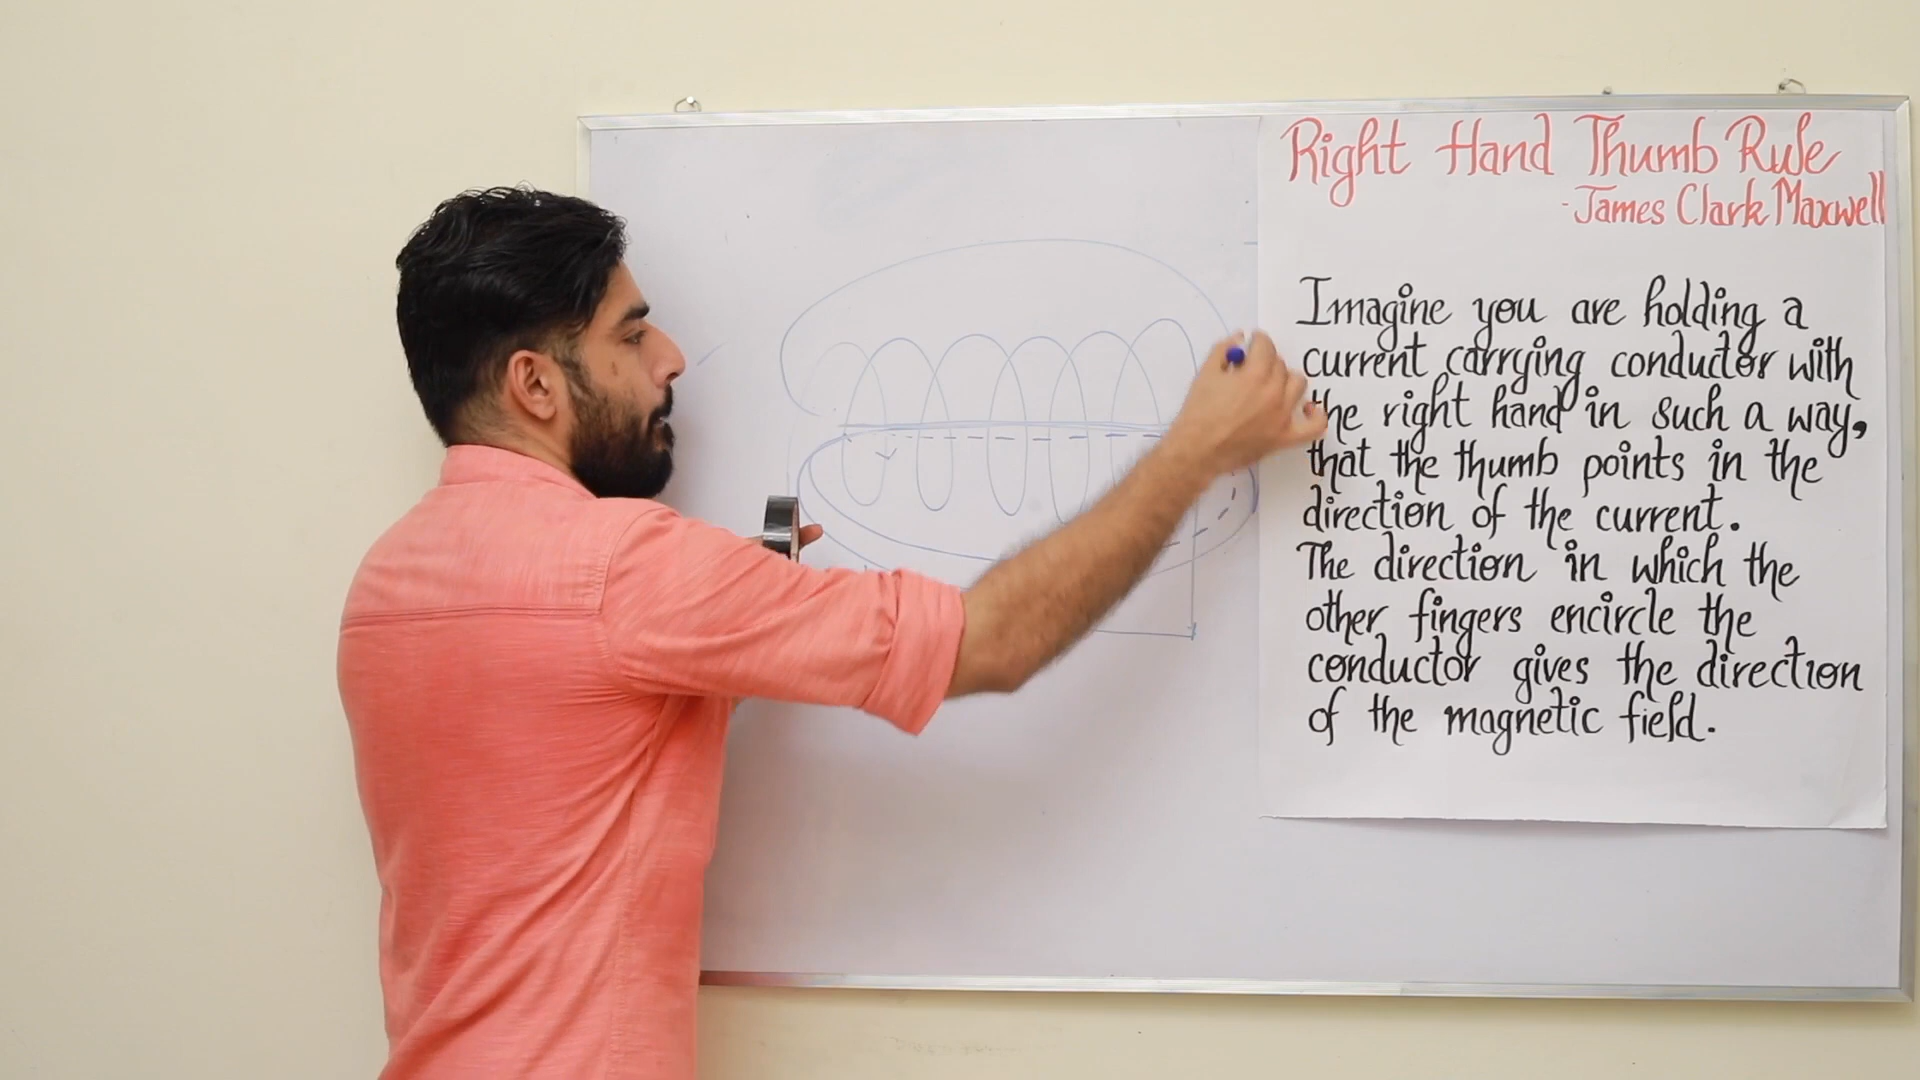 Right Hand Thumb Rule
-James Clark Maxwell
Imagine you are holding a
current carrying conductor with
the right hand in such a way,
that the thumb points in the
direction of the current.
The direction in which the
other fingers encircle the
conductor gives the direction
of the magnetic field.